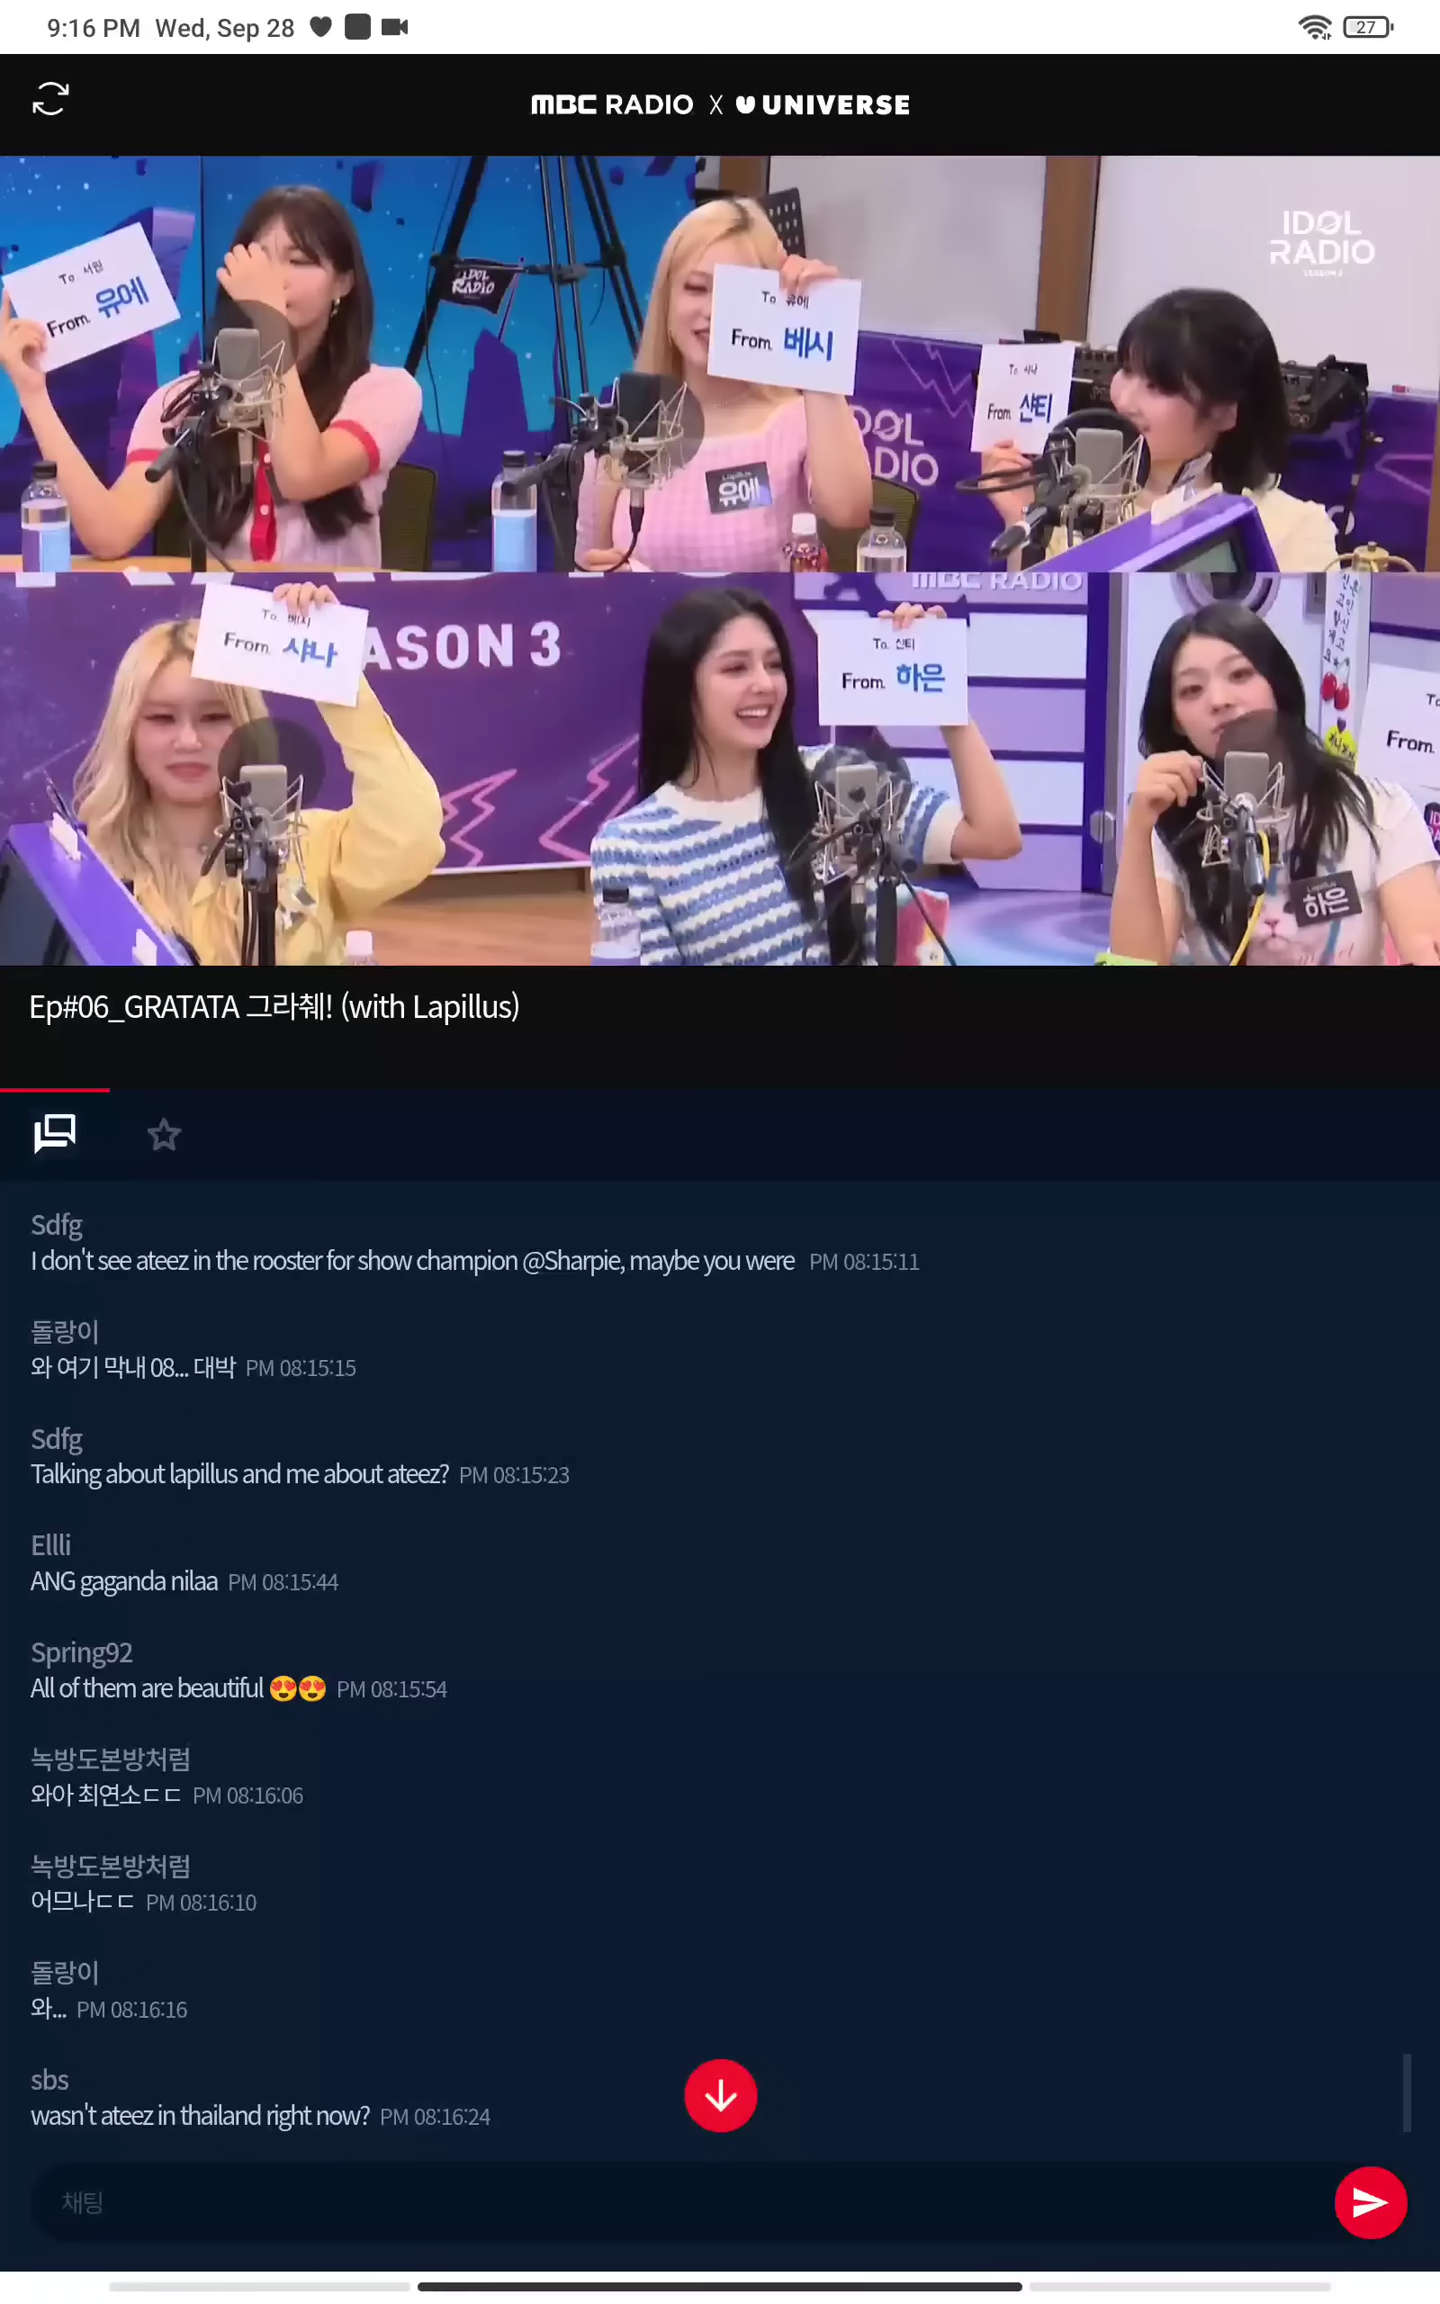 9:16 PM Wed, Sep 28
27
MBC RADIO X UNIVERSE
IDOL
RADIO
To 서원
From. 유에
IDOL
RADIO
To 유에
From. 베시
To 샤나
From 샨티
Lapillus
유에
To. 베시
From. 샤나
ASON 3
MBC RADIO
To. 샨티
From. 하은
To
From.
Lapillus
하은
Ep#06_GRATATA 그라췌! (with Lapillus)
Sdfg
I don't see ateez in the rooster for show champion @Sharpie, maybe you were PM 08:15:11
돌랑이
와 여기 막내 08... 대박 PM 08:15:15
Sdfg
Talking about lapillus and me about ateez? PM 08:15:23
Ellli
ANG gaganda nilaa PM 08:15:44
Spring92
All of them are beautiful 😍😍 PM 08:15:54
녹방도본방처럼
와아 최연소ㄷㄷ PM 08:16:06
녹방도본방처럼
어므나ㄷㄷ PM 08:16:10
돌랑이
와... PM 08:16:16
sbs
wasn't ateez in thailand right now? PM 08:16:24
채팅